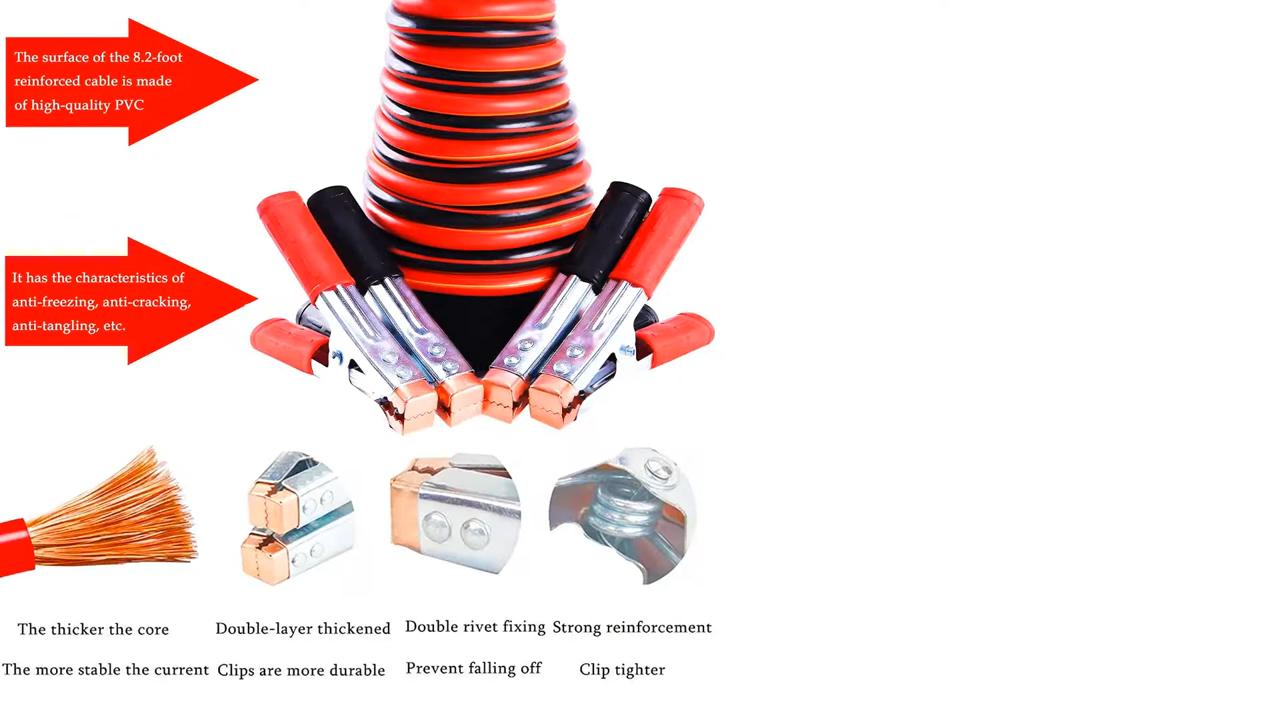 The surface of the 8.2-foot
reinforced cable is made
of high-quality PVC
It has the characteristics of
anti-freezing, anti-cracking,
anti-tangling, etc.
The thicker the core
The more stable the current
Double-layer thickened
Clips are more durable
Double rivet fixing
Prevent falling off
Strong reinforcement
Clip tighter